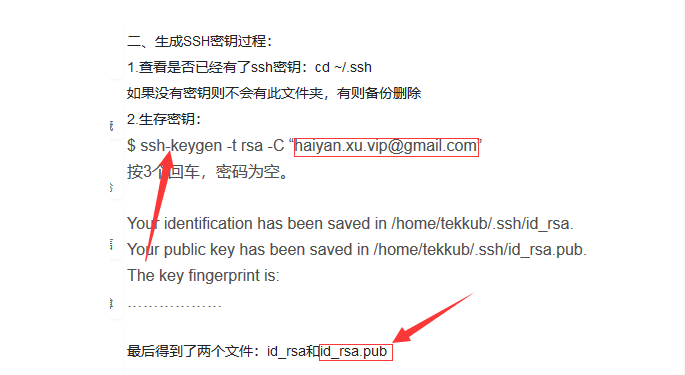 二、生成SSH密钥过程：
1.查看是否已经有了ssh密钥：cd ~/.ssh
如果没有密钥则不会有此文件夹，有则备份删除
2.生存密钥：
$ ssh-keygen -t rsa -C “haiyan.xu.vip@gmail.com”
按3个回车，密码为空。
Your identification has been saved in /home/tekkub/.ssh/id_rsa.
Your public key has been saved in /home/tekkub/.ssh/id_rsa.pub.
The key fingerprint is:
………………
最后得到了两个文件：id_rsa和id_rsa.pub